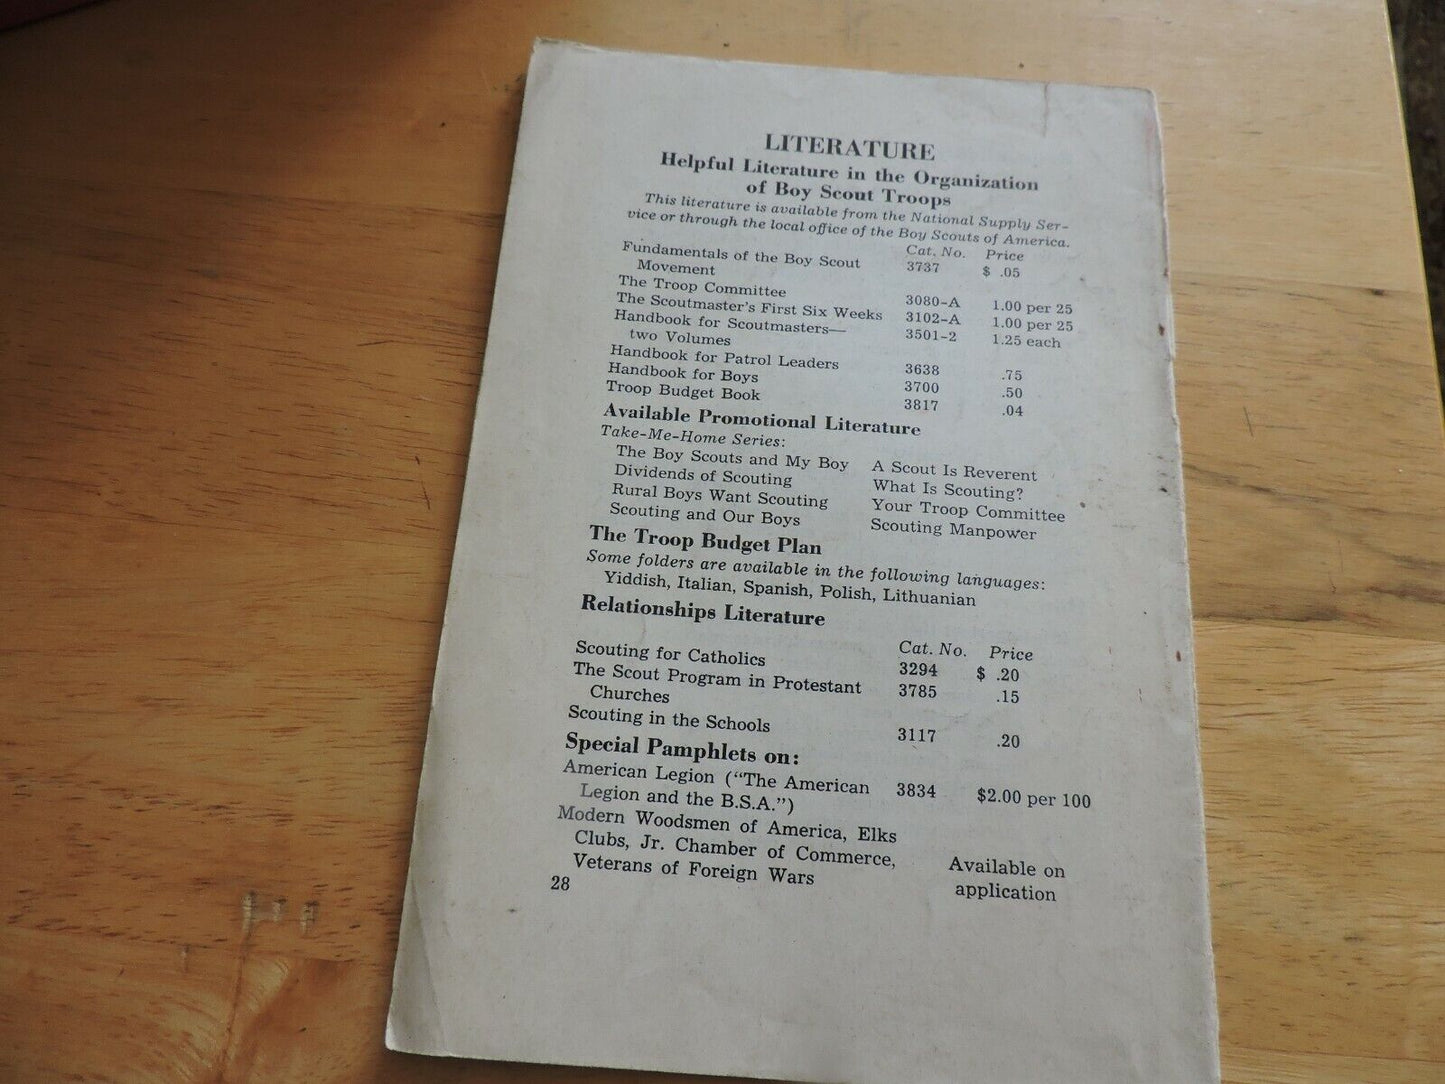 LITERATURE
Helpful Literature in the Organization
of Boy Scout Troops
This literature is available from the National Supply Ser-
vice or through the local office of the Boy Scouts of America.
Cat. No. Price
Fundamentals of the Boy Scout 3737 $ .05
Movement
The Troop Committee 3080-A 1.00 per 25
The Scoutmaster's First Six Weeks 3102-A 1.00 per 25
Handbook for Scoutmasters— 3501-2 1.25 each
two Volumes
Handbook for Patrol Leaders 3638 .75
Handbook for Boys 3700 .50
Troop Budget Book 3817 .04
Available Promotional Literature
Take-Me-Home Series:
The Boy Scouts and My Boy A Scout Is Reverent
Dividends of Scouting What Is Scouting?
Rural Boys Want Scouting Your Troop Committee
Scouting and Our Boys Scouting Manpower
The Troop Budget Plan
Some folders are available in the following languages:
Yiddish, Italian, Spanish, Polish, Lithuanian
Relationships Literature
Cat. No. Price
Scouting for Catholics 3294 $ .20
The Scout Program in Protestant 3785 .15
Churches
Scouting in the Schools 3117 .20
Special Pamphlets on:
American Legion ("The American 3834 $2.00 per 100
Legion and the B.S.A.")
Modern Woodsmen of America, Elks
Clubs, Jr. Chamber of Commerce, Available on
Veterans of Foreign Wars application
28